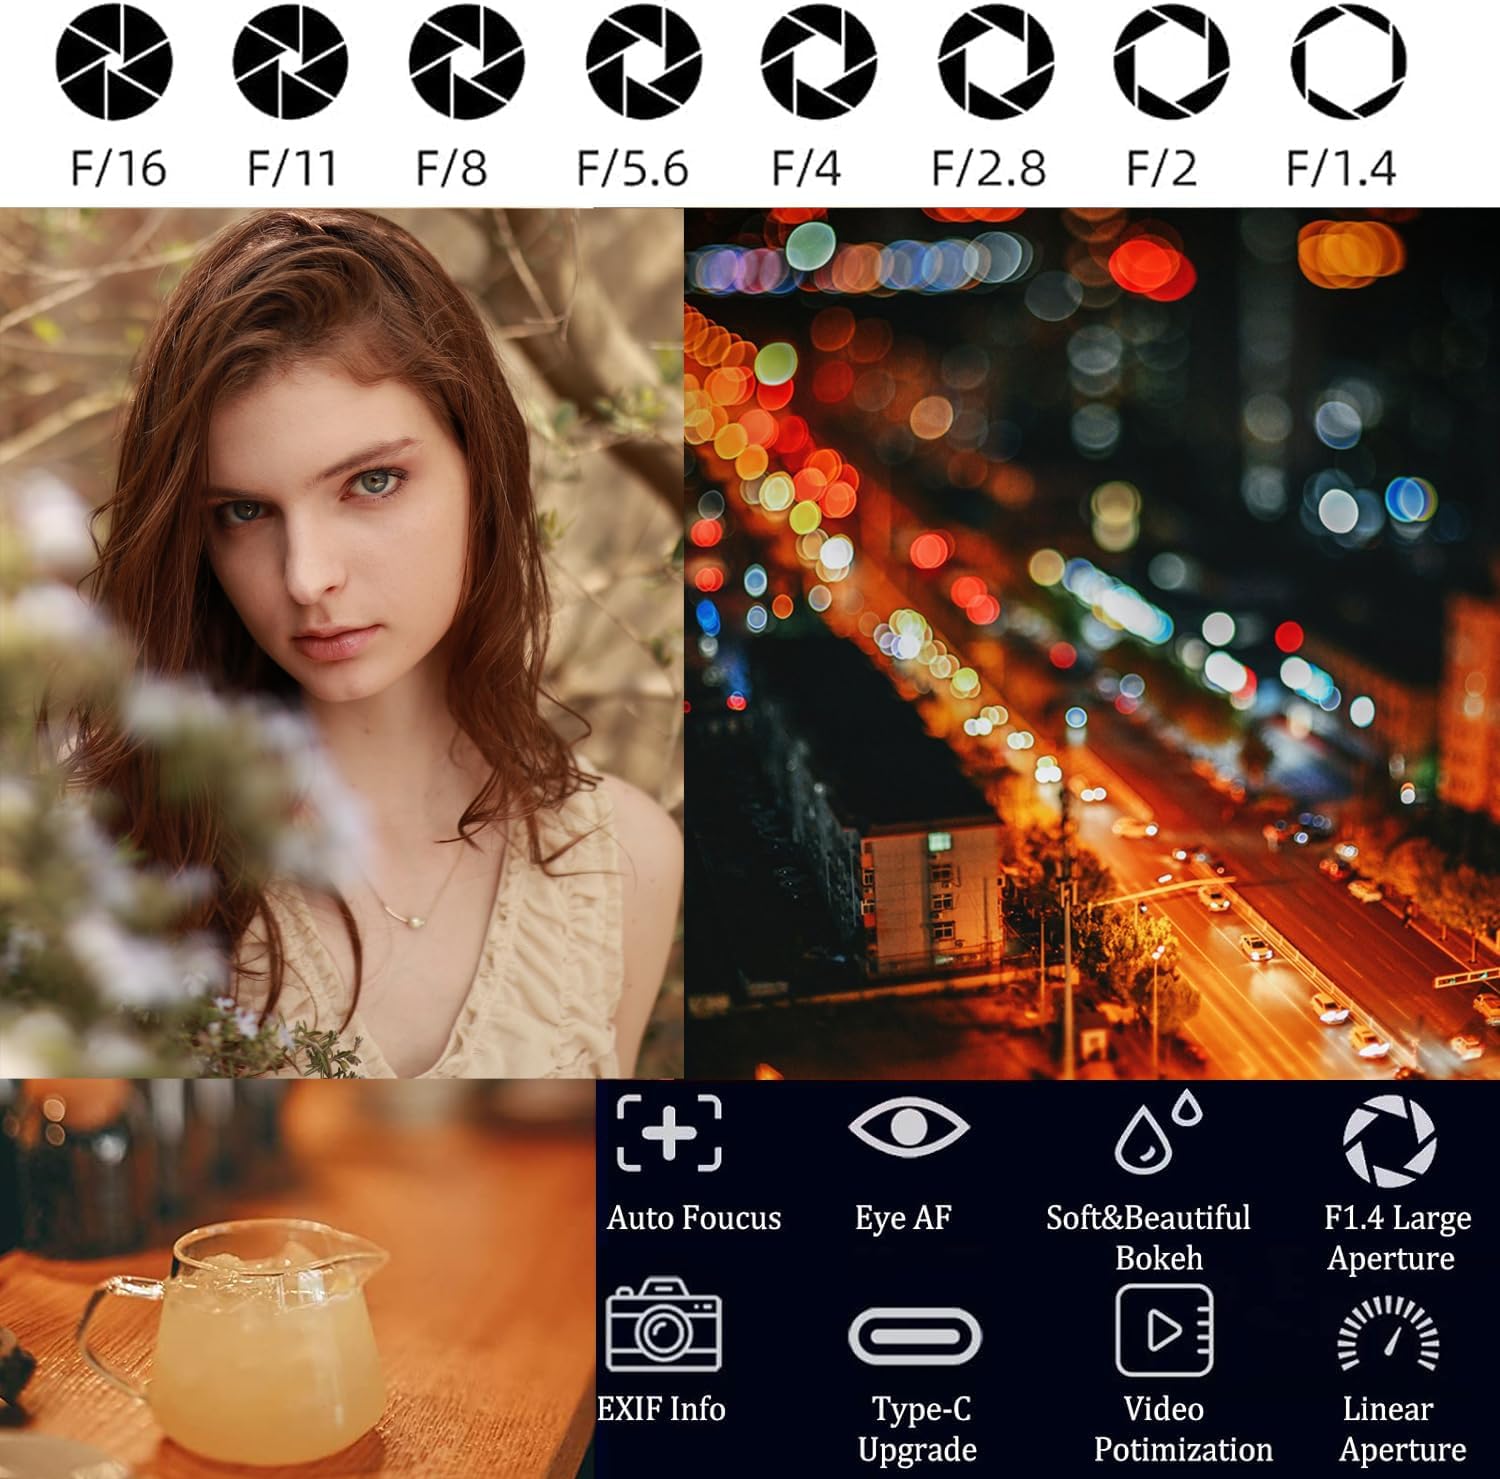 F/16 F/11 F/8 F/5.6 F/4 F/2.8 F/2 F/1.4
Auto Foucus
Eye AF
Soft&Beautiful
Bokeh
F1.4 Large
Aperture
EXIF Info
Type-C
Upgrade
Video
Potimization
Linear
Aperture